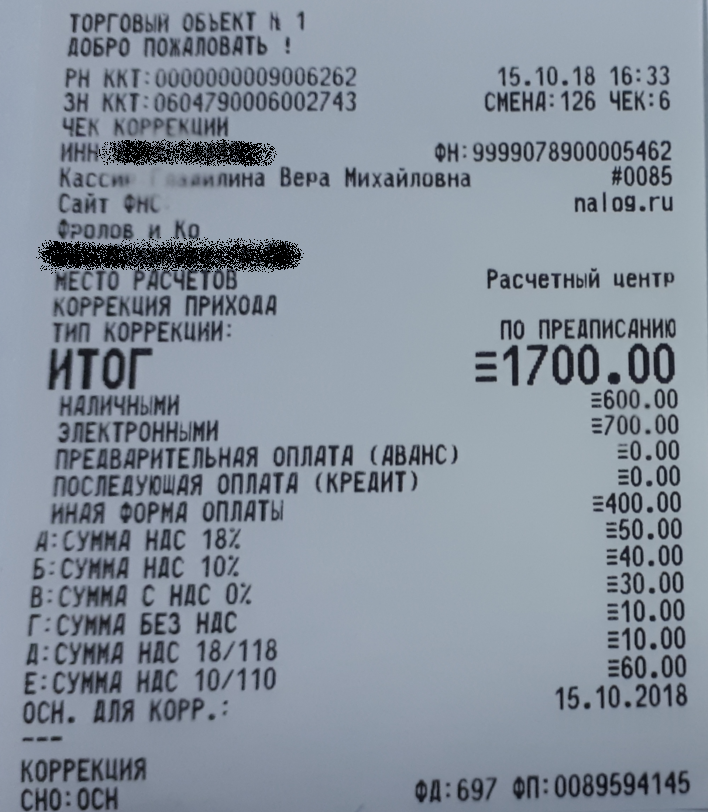 ТОРГОВЫЙ ОБЪЕКТ № 1
ДОБРО ПОЖАЛОВАТЬ !
РН ККТ:0000000009006262 15.10.18 16:33
ЗН ККТ:0604790006002743 СМЕНА:126 ЧЕК:6
ЧЕК КОРРЕКЦИИ
ИНН ФН:9999078900005462
Кассир Вера Михайловна #0085
Сайт ФНС nalog.ru
Фролов и Ко
МЕСТО РАСЧЕТОВ Расчетный центр
КОРРЕКЦИЯ ПРИХОДА
ТИП КОРРЕКЦИИ: ПО ПРЕДПИСАНИЮ
ИТОГ ≡1700.00
НАЛИЧНЫМИ ≡600.00
ЭЛЕКТРОННЫМИ ≡700.00
ПРЕДВАРИТЕЛЬНАЯ ОПЛАТА (АВАНС) ≡0.00
ПОСЛЕДУЮЩАЯ ОПЛАТА (КРЕДИТ) ≡0.00
ИНАЯ ФОРМА ОПЛАТЫ ≡400.00
А:СУММА НДС 18% ≡50.00
Б:СУММА НДС 10% ≡40.00
В:СУММА С НДС 0% ≡30.00
Г:СУММА БЕЗ НДС ≡10.00
Д:СУММА НДС 18/118 ≡10.00
Е:СУММА НДС 10/110 ≡60.00
ОСН. ДЛЯ КОРР.: 15.10.2018
---
КОРРЕКЦИЯ
СНО:ОСН ФД:697 ФП:0089594145